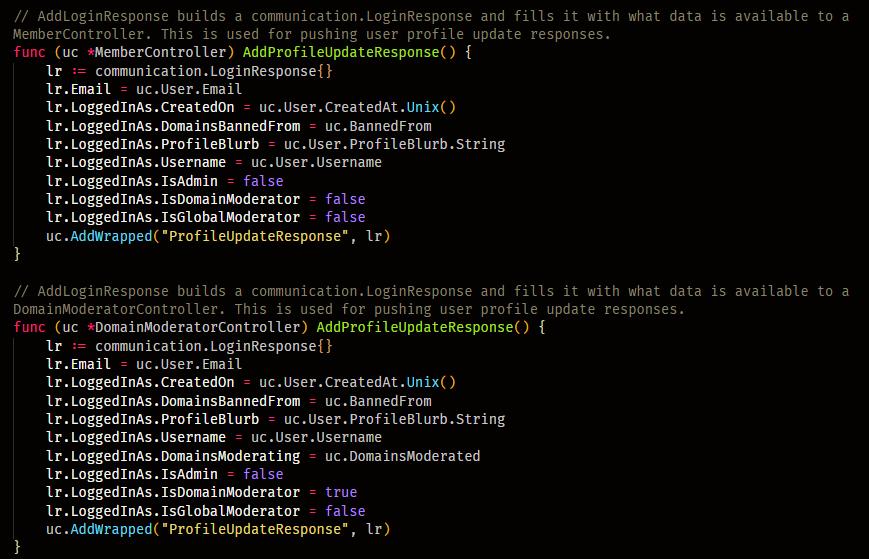 // AddLoginResponse builds a communication.LoginResponse and fills it with what data is available to a
MemberController. This is used for pushing user profile update responses.
func (uc *MemberController) AddProfileUpdateResponse() {
    lr := communication.LoginResponse{}
    lr.Email = uc.User.Email
    lr.LoggedInAs.CreatedOn = uc.User.CreatedAt.Unix()
    lr.LoggedInAs.DomainsBannedFrom = uc.BannedFrom
    lr.LoggedInAs.ProfileBlurb = uc.User.ProfileBlurb.String
    lr.LoggedInAs.Username = uc.User.Username
    lr.LoggedInAs.IsAdmin = false
    lr.LoggedInAs.IsDomainModerator = false
    lr.LoggedInAs.IsGlobalModerator = false
    uc.AddWrapped("ProfileUpdateResponse", lr)
}
// AddLoginResponse builds a communication.LoginResponse and fills it with what data is available to a
DomainModeratorController. This is used for pushing user profile update responses.
func (uc *DomainModeratorController) AddProfileUpdateResponse() {
    lr := communication.LoginResponse{}
    lr.Email = uc.User.Email
    lr.LoggedInAs.CreatedOn = uc.User.CreatedAt.Unix()
    lr.LoggedInAs.DomainsBannedFrom = uc.BannedFrom
    lr.LoggedInAs.ProfileBlurb = uc.User.ProfileBlurb.String
    lr.LoggedInAs.Username = uc.User.Username
    lr.LoggedInAs.DomainsModerating = uc.DomainsModerated
    lr.LoggedInAs.IsAdmin = false
    lr.LoggedInAs.IsDomainModerator = true
    lr.LoggedInAs.IsGlobalModerator = false
    uc.AddWrapped("ProfileUpdateResponse", lr)
}